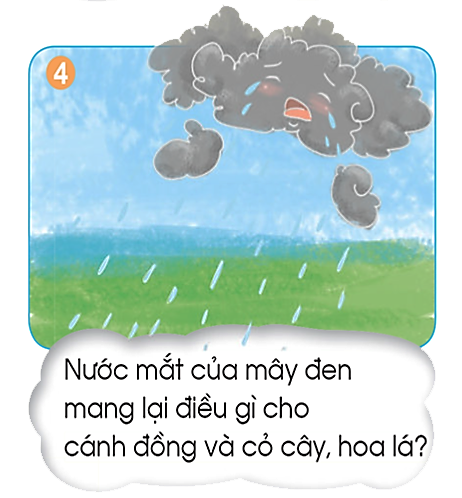 4
Nước mắt của mây đen
mang lại điều gì cho
cánh đồng và cỏ cây, hoa lá?